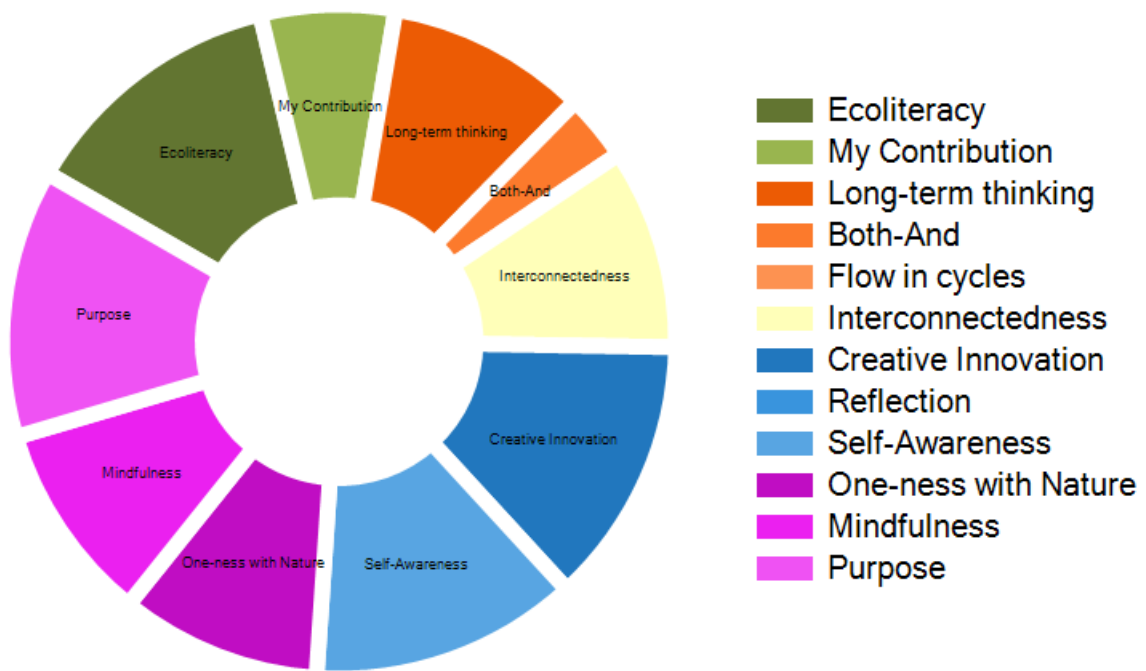 My Contribution
Long-term thinking
Ecoliteracy
Both-And
Interconnectedness
Purpose
Creative Innovation
Mindfulness
One-ness with Nature
Self-Awareness
Ecoliteracy
My Contribution
Long-term thinking
Both-And
Flow in cycles
Interconnectedness
Creative Innovation
Reflection
Self-Awareness
One-ness with Nature
Mindfulness
Purpose